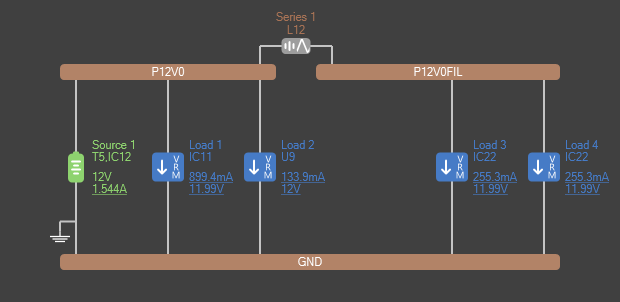 Series 1
L12
P12V0
P12V0FIL
Source 1
T5,IC12
12V
1.544A
Load 1
IC11
VRM
899.4mA
11.99V
Load 2
U9
VRM
133.9mA
12V
Load 3
IC22
VRM
255.3mA
11.99V
Load 4
IC22
VRM
255.3mA
11.99V
GND